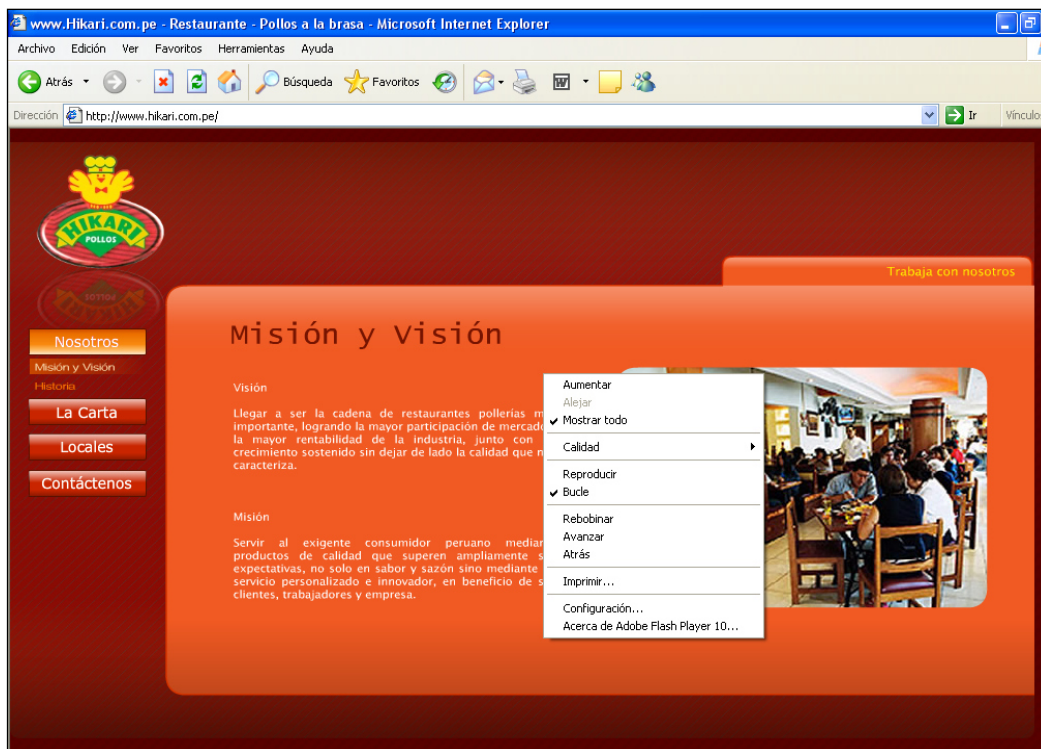 www.Hikari.com.pe - Restaurante - Pollos a la brasa - Microsoft Internet Explorer
Archivo Edición Ver Favoritos Herramientas Ayuda
Atrás Búsqueda Favoritos
Dirección http://www.hikari.com.pe/ Ir Vínculo
HIKARI
POLLOS
Trabaja con nosotros
Nosotros
Misión y Visión
Historia
La Carta
Locales
Contáctenos
Misión y Visión
Visión
Llegar a ser la cadena de restaurantes pollerías m
importante, logrando la mayor participación de mercado
la mayor rentabilidad de la industria, junto con
crecimiento sostenido sin dejar de lado la calidad que n
caracteriza.
Misión
Servir al exigente consumidor peruano median
productos de calidad que superen ampliamente s
expectativas, no solo en sabor y sazón sino mediante
servicio personalizado e innovador, en beneficio de s
clientes, trabajadores y empresa.
Aumentar
Alejar
Mostrar todo
Calidad
Reproducir
Bucle
Rebobinar
Avanzar
Atrás
Imprimir...
Configuración...
Acerca de Adobe Flash Player 10...